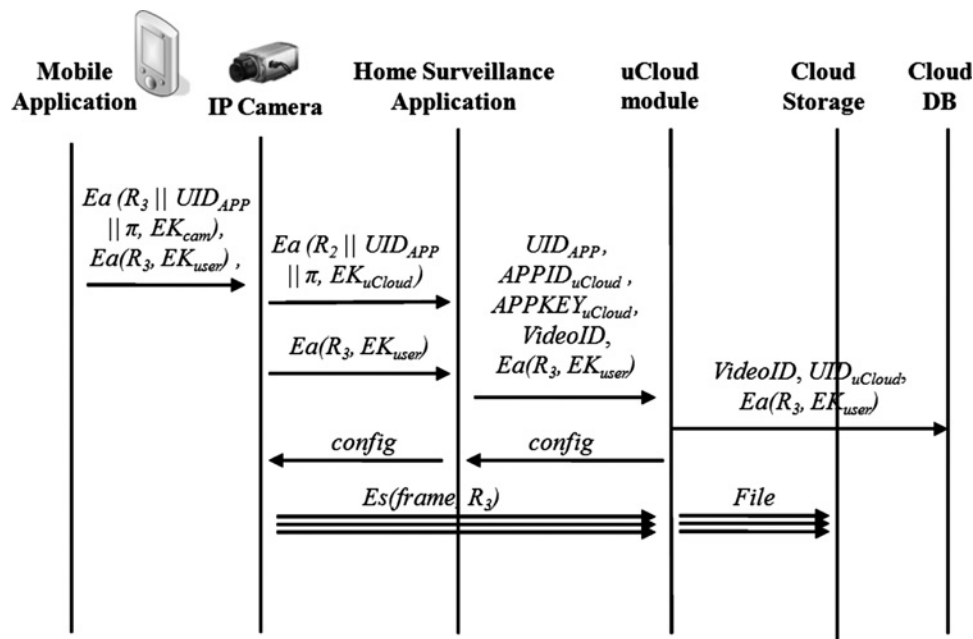 Mobile Application
IP Camera
Home Surveillance Application
uCloud module
Cloud Storage
Cloud DB
Ea (R3 || UIDAPP
|| π, EKcam),
Ea(R3, EKuser) ,
Ea (R2 || UIDAPP
|| π, EKuCloud)
Ea(R3, EKuser)
UIDAPP,
APPIDuCloud,
APPKEYuCloud,
VideoID,
Ea(R3, EKuser)
VideoID, UIDuCloud,
Ea(R3, EKuser)
config
config
Es(frame, R3)
File